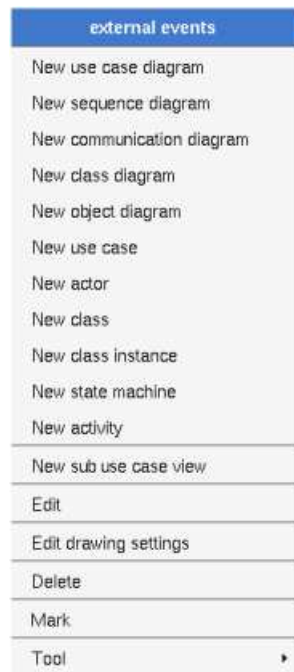 external events
New use case diagram
New sequence diagram
New communication diagram
New class diagram
New object diagram
New use case
New actor
New class
New class instance
New state machine
New activity
New sub use case view
Edit
Edit drawing settings
Delete
Mark
Tool